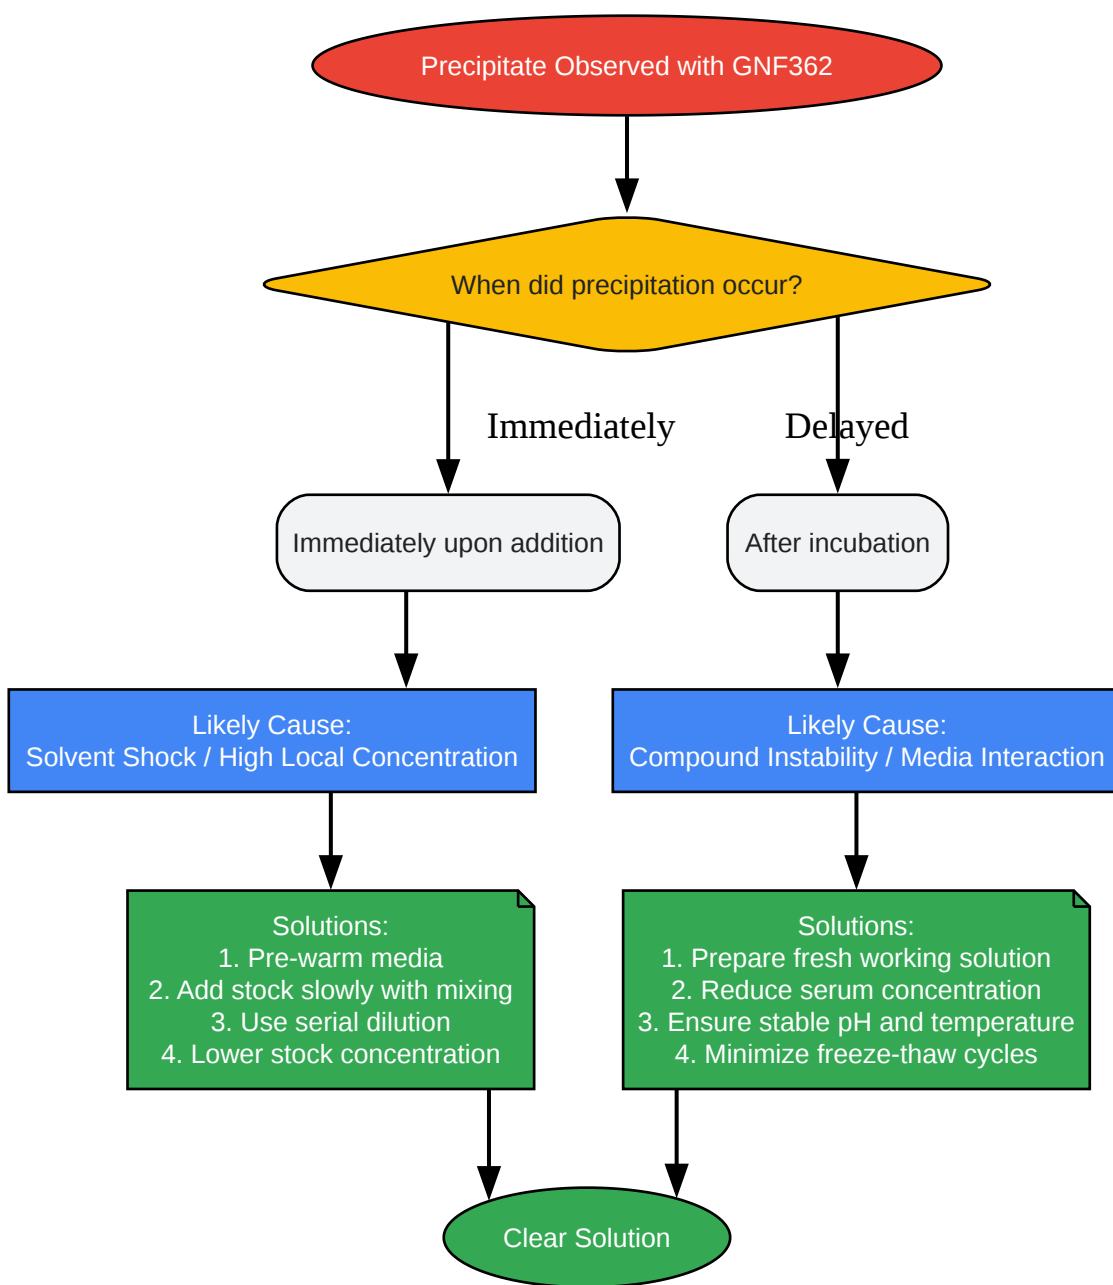 Precipitate Observed with GNF362
When did precipitation occur?
Immediately
Delayed
Immediately upon addition
After incubation
Likely Cause:
Solvent Shock / High Local Concentration
Likely Cause:
Compound Instability / Media Interaction
Solutions:
1. Pre-warm media
2. Add stock slowly with mixing
3. Use serial dilution
4. Lower stock concentration
Solutions:
1. Prepare fresh working solution
2. Reduce serum concentration
3. Ensure stable pH and temperature
4. Minimize freeze-thaw cycles
Clear Solution